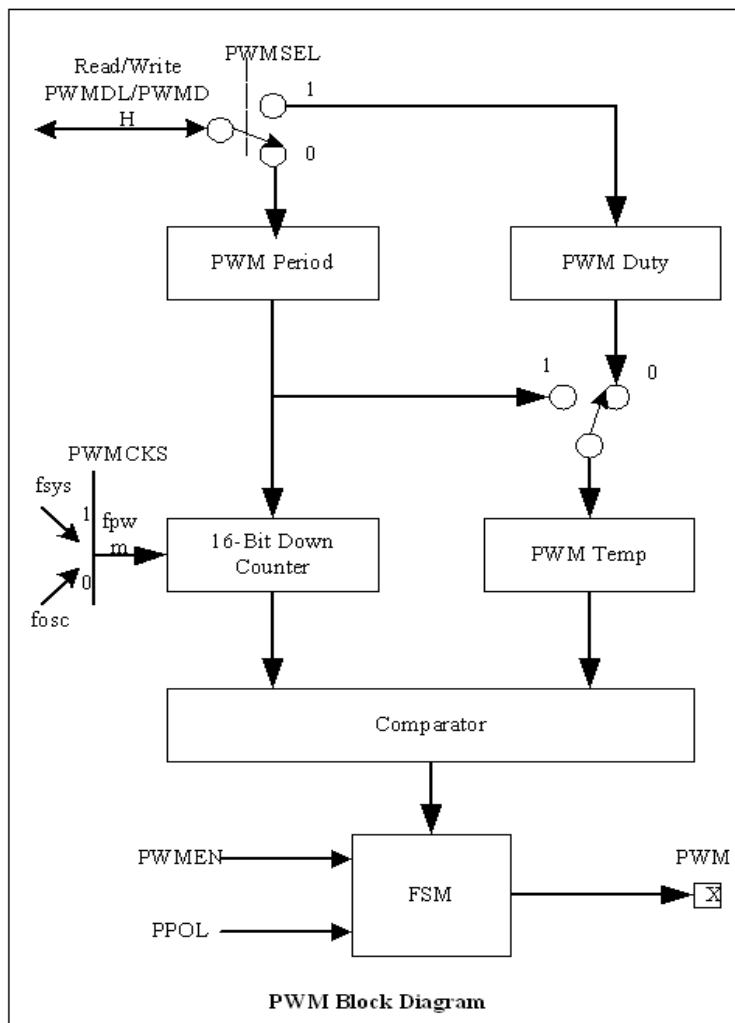 PWMSEL
Read/Write
PWMDL/PWMD
H
1
0
PWM Period
PWM Duty
1
0
PWMCKS
fsys
1
fpw
m
0
fosc
16-Bit Down
Counter
PWM Temp
Comparator
PWMEN
PPOL
FSM
PWM
X
PWM Block Diagram